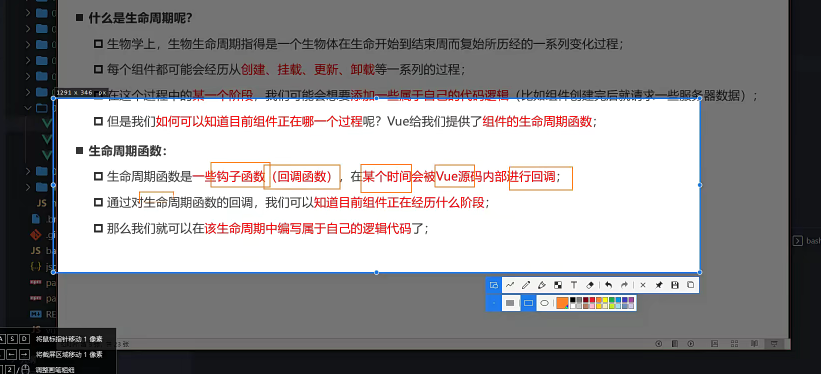 什么是生命周期呢？
生物学上，生物生命周期指得是一个生物体在生命开始到结束周而复始所历经的一系列变化过程；
每个组件都可能会经历从创建、挂载、更新、卸载等一系列的过程；
1291 x 346 px
在这个过程中的某一个阶段，我们可能会想要添加一些属于自己的代码逻辑（比如组件创建完后就请求一些服务器数据）；
但是我们如何可以知道目前组件正在哪一个过程呢？Vue给我们提供了组件的生命周期函数；
生命周期函数：
生命周期函数是一些钩子函数（回调函数），在某个时间会被Vue源码内部进行回调；
通过对生命周期函数的回调，我们可以知道目前组件正在经历什么阶段；
那么我们就可以在该生命周期中编写属于自己的逻辑代码了；
JS
m
.br
.gi
JS ba
{..} js
pa
pa
RE
bash
A S D 将鼠标指针移动 1 像素
将截屏区域移动 1 像素
2 / 调整画笔粗细